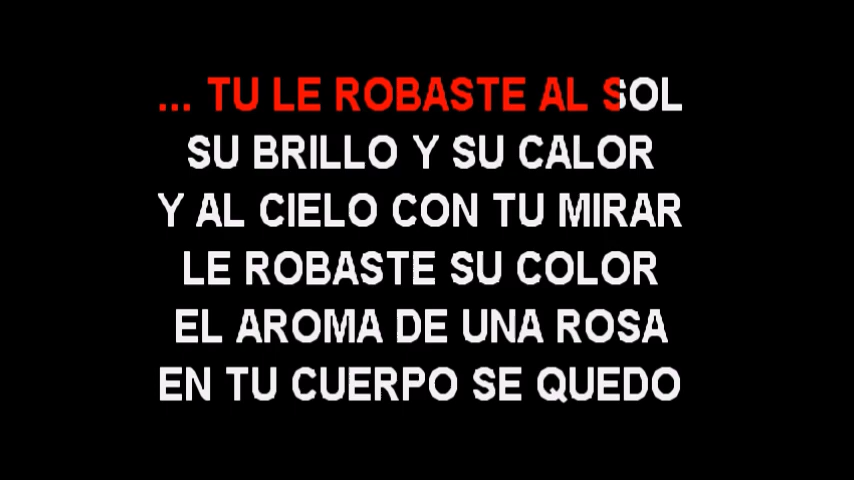 ... TU LE ROBASTE AL SOL
SU BRILLO Y SU CALOR
Y AL CIELO CON TU MIRAR
LE ROBASTE SU COLOR
EL AROMA DE UNA ROSA
EN TU CUERPO SE QUEDO